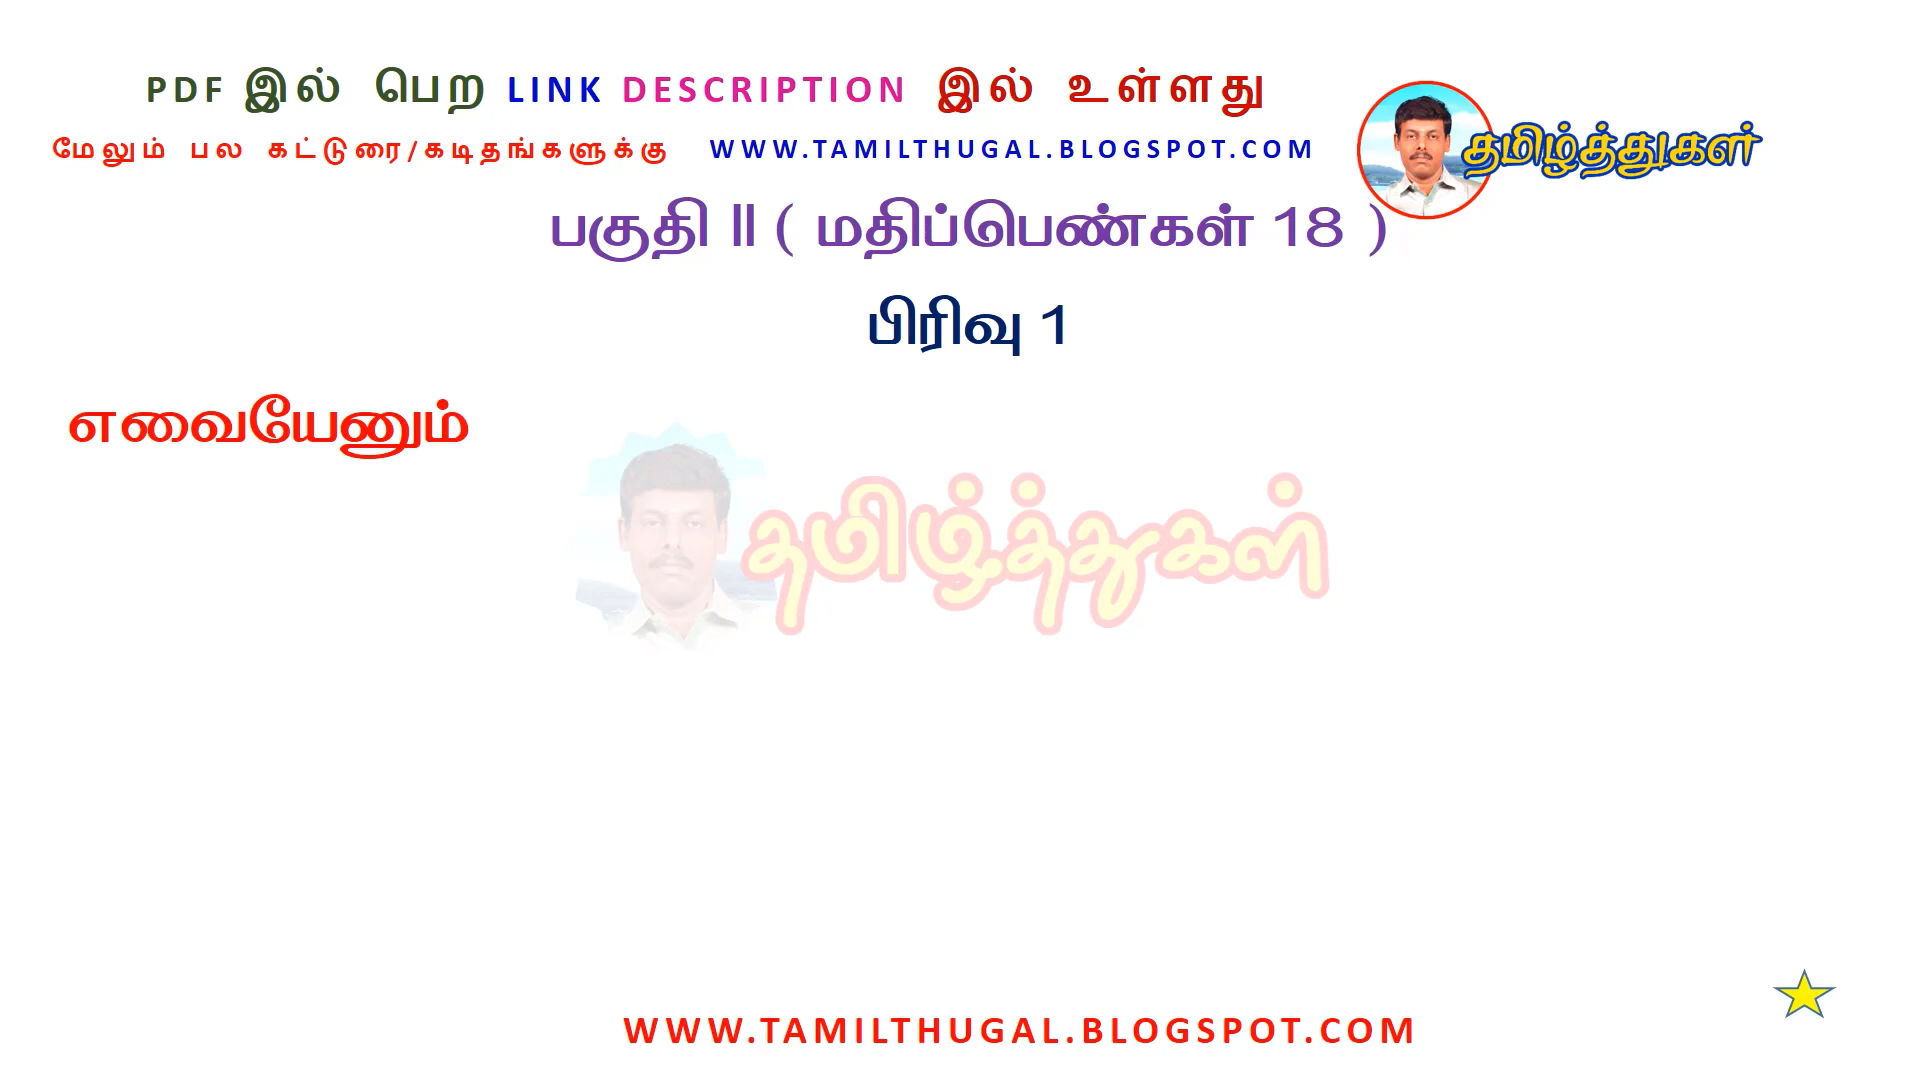 PDF இல் பெற LINK DESCRIPTION இல் உள்ளது
மேலும் பல கட்டுரை/கடிதங்களுக்கு WWW.TAMILTHUGAL.BLOGSPOT.COM
தமிழ்த்துகள்
பகுதி II ( மதிப்பெண்கள் 18 )
பிரிவு 1
எவையேனும்
தமிழ்த்துகள்
WWW.TAMILTHUGAL.BLOGSPOT.COM